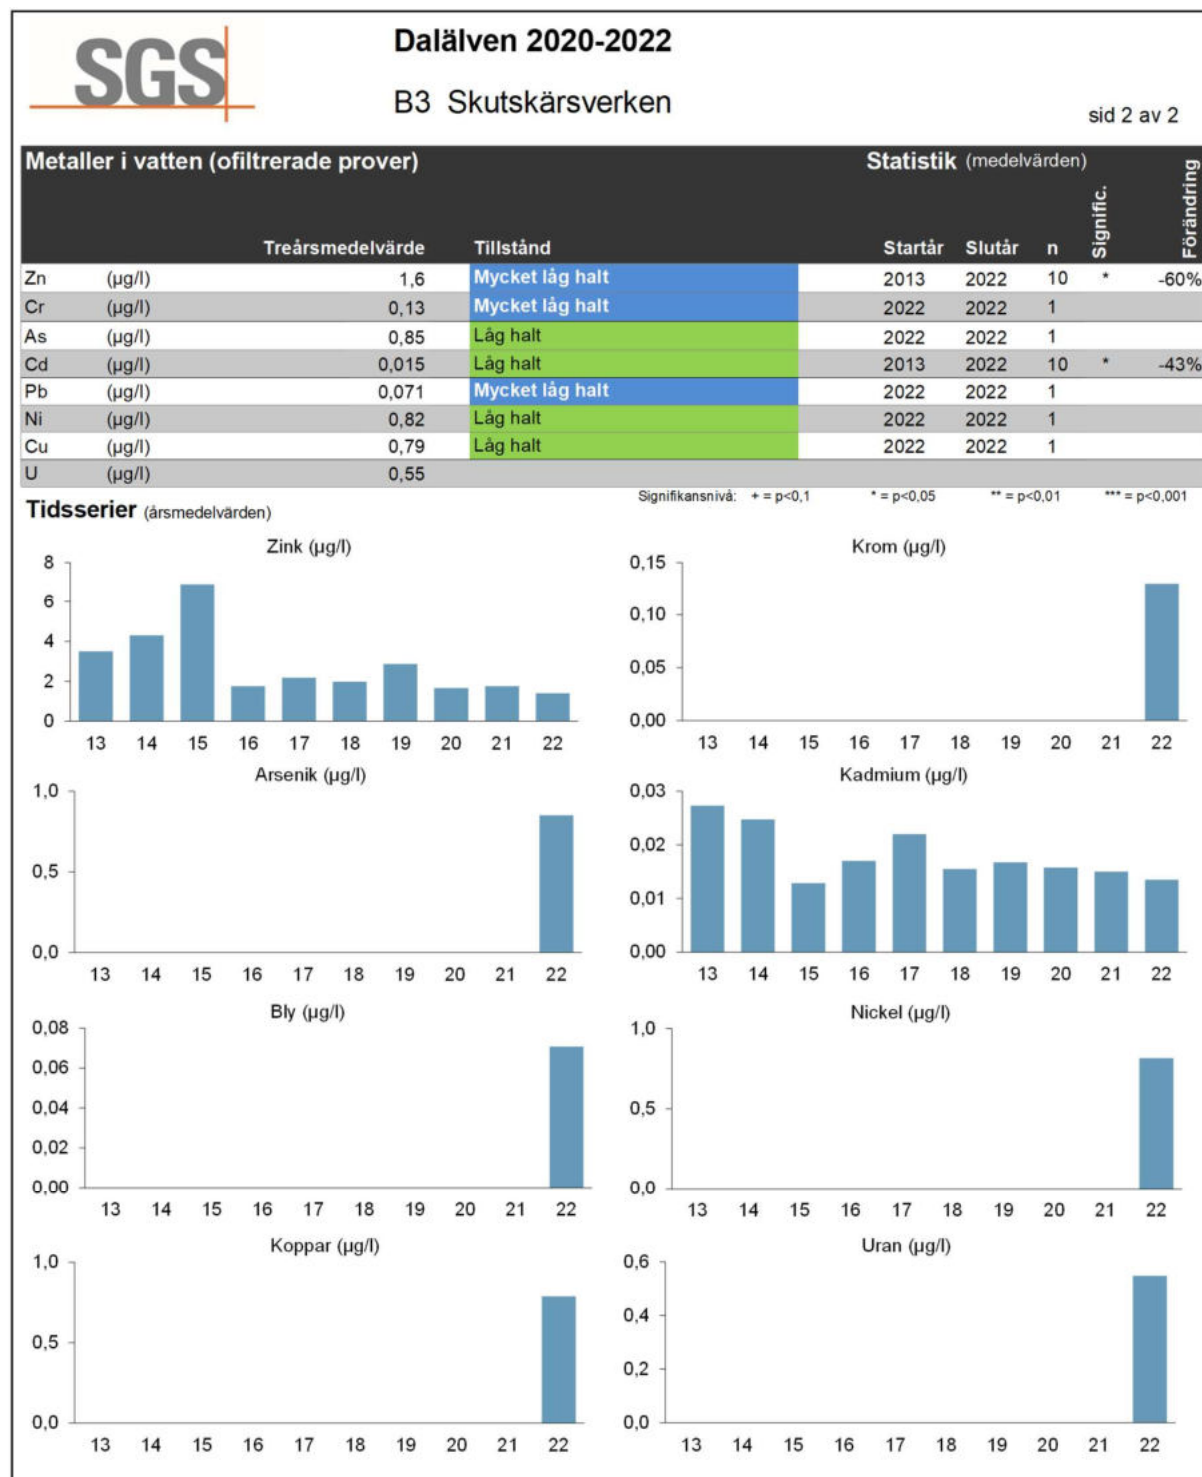 SGS
Dalälven 2020-2022
B3 Skutskärsverken
sid 2 av 2
Metaller i vatten (ofiltrerade prover) Statistik (medelvärden)
Treårsmedelvärde Tillstånd Startår Slutår n Signific. Förändring
Zn (µg/l) 1,6 Mycket låg halt 2013 2022 10 * -60%
Cr (µg/l) 0,13 Mycket låg halt 2022 2022 1
As (µg/l) 0,85 Låg halt 2022 2022 1
Cd (µg/l) 0,015 Låg halt 2013 2022 10 * -43%
Pb (µg/l) 0,071 Mycket låg halt 2022 2022 1
Ni (µg/l) 0,82 Låg halt 2022 2022 1
Cu (µg/l) 0,79 Låg halt 2022 2022 1
U (µg/l) 0,55
Signifikansnivå: + = p<0,1 * = p<0,05 ** = p<0,01 *** = p<0,001
Tidsserier (årsmedelvärden)
Zink (µg/l)
8
6
4
2
0
13 14 15 16 17 18 19 20 21 22
Krom (µg/l)
0,15
0,10
0,05
0,00
13 14 15 16 17 18 19 20 21 22
Arsenik (µg/l)
1,0
0,5
0,0
13 14 15 16 17 18 19 20 21 22
Kadmium (µg/l)
0,03
0,02
0,01
0,00
13 14 15 16 17 18 19 20 21 22
Bly (µg/l)
0,08
0,06
0,04
0,02
0,00
13 14 15 16 17 18 19 20 21 22
Nickel (µg/l)
1,0
0,5
0,0
13 14 15 16 17 18 19 20 21 22
Koppar (µg/l)
1,0
0,5
0,0
13 14 15 16 17 18 19 20 21 22
Uran (µg/l)
0,6
0,4
0,2
0,0
13 14 15 16 17 18 19 20 21 22